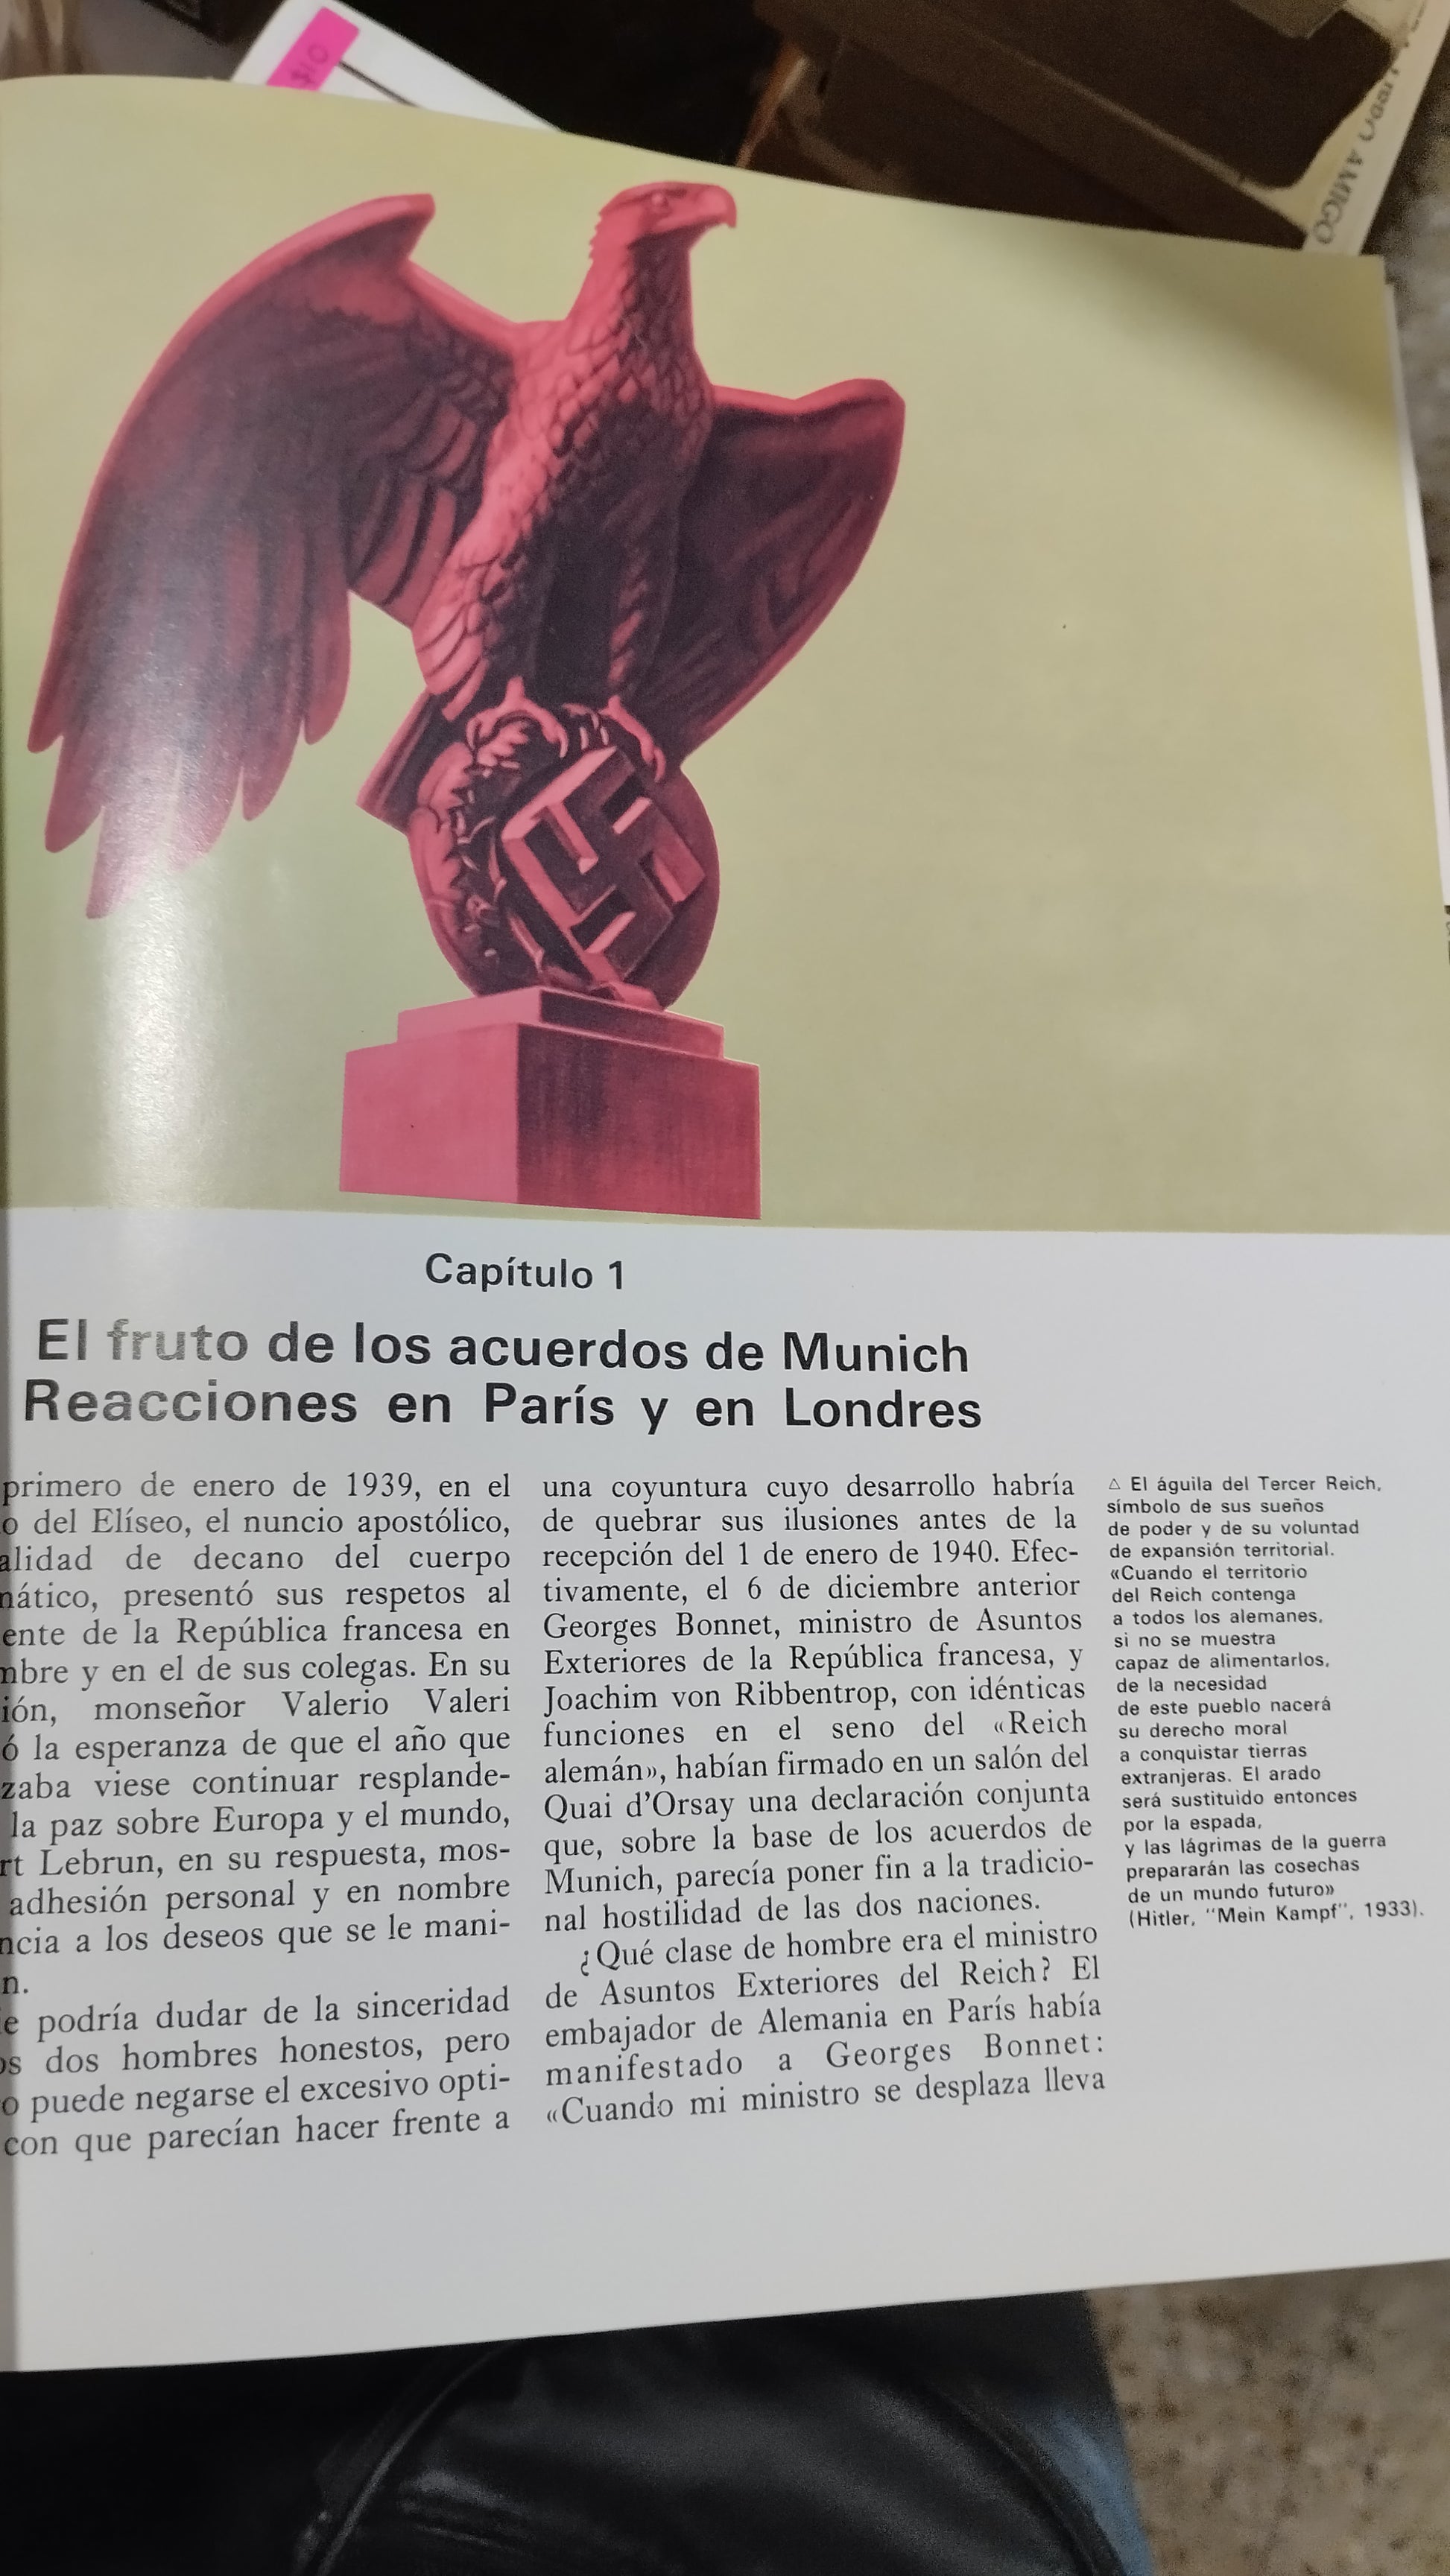 $10
AMIGO
Capítulo 1
El fruto de los acuerdos de Munich
Reacciones en París y en Londres
primero de enero de 1939, en el
o del Elíseo, el nuncio apostólico,
alidad de decano del cuerpo
mático, presentó sus respetos al
ente de la República francesa en
mbre y en el de sus colegas. En su
ión, monseñor Valerio Valeri
ó la esperanza de que el año que
zaba viese continuar resplande-
la paz sobre Europa y el mundo,
rt Lebrun, en su respuesta, mos-
adhesión personal y en nombre
ncia a los deseos que se le mani-
n.
e podría dudar de la sinceridad
os dos hombres honestos, pero
o puede negarse el excesivo opti-
con que parecían hacer frente a
una coyuntura cuyo desarrollo habría
de quebrar sus ilusiones antes de la
recepción del 1 de enero de 1940. Efec-
tivamente, el 6 de diciembre anterior
Georges Bonnet, ministro de Asuntos
Exteriores de la República francesa, y
Joachim von Ribbentrop, con idénticas
funciones en el seno del «Reich
alemán», habían firmado en un salón del
Quai d'Orsay una declaración conjunta
que, sobre la base de los acuerdos de
Munich, parecía poner fin a la tradicio-
nal hostilidad de las dos naciones.
¿Qué clase de hombre era el ministro
de Asuntos Exteriores del Reich? El
embajador de Alemania en París había
manifestado a Georges Bonnet:
«Cuando mi ministro se desplaza lleva
△ El águila del Tercer Reich,
símbolo de sus sueños
de poder y de su voluntad
de expansión territorial.
«Cuando el territorio
del Reich contenga
a todos los alemanes,
si no se muestra
capaz de alimentarlos,
de la necesidad
de este pueblo nacerá
su derecho moral
a conquistar tierras
extranjeras. El arado
será sustituido entonces
por la espada,
y las lágrimas de la guerra
prepararán las cosechas
de un mundo futuro»
(Hitler, "Mein Kampf", 1933).